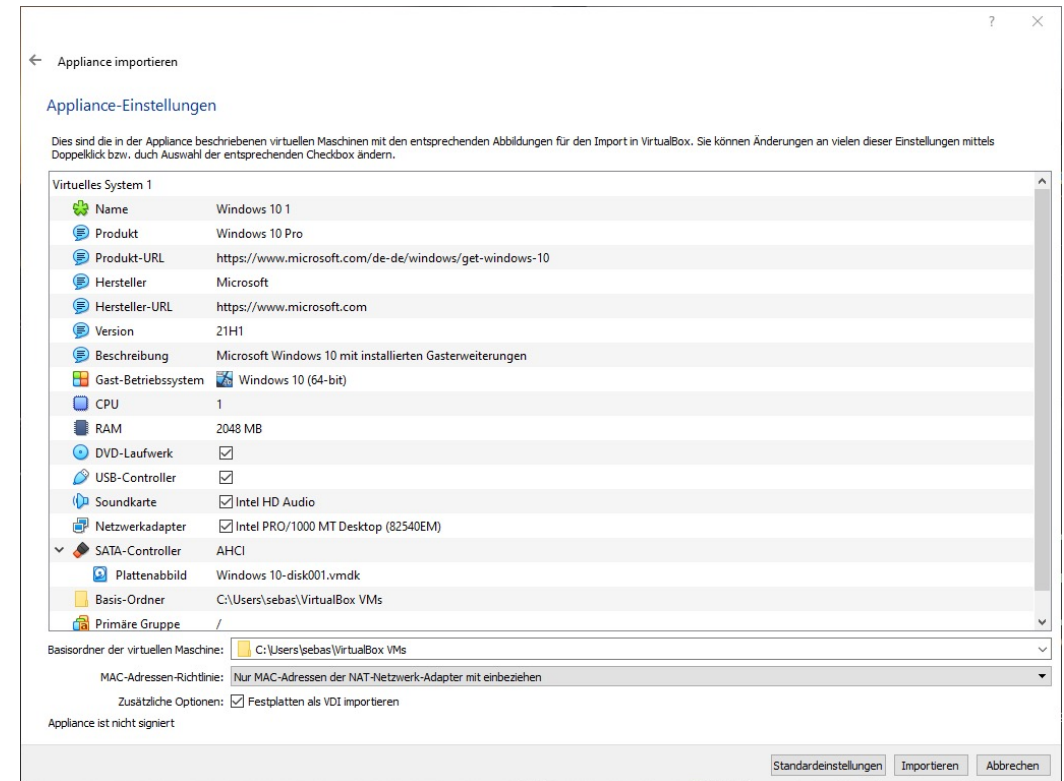 ?
Appliance importieren
Appliance-Einstellungen
Dies sind die in der Appliance beschriebenen virtuellen Maschinen mit den entsprechenden Abbildungen für den Import in VirtualBox. Sie können Änderungen an vielen dieser Einstellungen mittels
Doppelklick bzw. duch Auswahl der entsprechenden Checkbox ändern.
Virtuelles System 1
Name Windows 10 1
Produkt Windows 10 Pro
Produkt-URL https://www.microsoft.com/de-de/windows/get-windows-10
Hersteller Microsoft
Hersteller-URL https://www.microsoft.com
Version 21H1
Beschreibung Microsoft Windows 10 mit installierten Gasterweiterungen
Gast-Betriebssystem Windows 10 (64-bit)
CPU 1
RAM 2048 MB
DVD-Laufwerk
USB-Controller
Soundkarte Intel HD Audio
Netzwerkadapter Intel PRO/1000 MT Desktop (82540EM)
SATA-Controller AHCI
Plattenabbild Windows 10-disk001.vmdk
Basis-Ordner C:\Users\sebas\VirtualBox VMs
Primäre Gruppe /
Basisordner der virtuellen Maschine: C:\Users\sebas\VirtualBox VMs
MAC-Adressen-Richtlinie: Nur MAC-Adressen der NAT-Netzwerk-Adapter mit einbeziehen
Zusätzliche Optionen: Festplatten als VDI importieren
Appliance ist nicht signiert
Standardeinstellungen Importieren Abbrechen